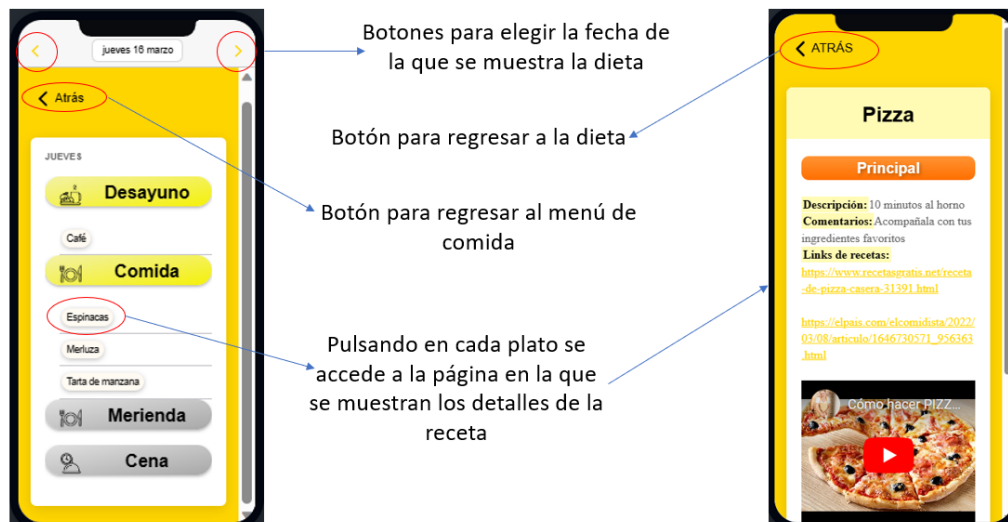 jueves 16 marzo
Atrás
JUEVES
Desayuno
Café
Comida
Espinacas
Merluza
Tarta de manzana
Merienda
Cena
Botones para elegir la fecha de
la que se muestra la dieta
Botón para regresar a la dieta
Botón para regresar al menú de
comida
Pulsando en cada plato se
accede a la página en la que
se muestran los detalles de la
receta
ATRÁS
Pizza
Principal
Descripción: 10 minutos al horno
Comentarios: Acompañala con tus
ingredientes favoritos
Links de recetas:
https://www.recetasgratis.net/receta
-de-pizza-casera-31391.html
https://elpais.com/elcomidista/2022/
03/08/articulo/1646730571_956363
.html
Cómo hacer PIZZ...